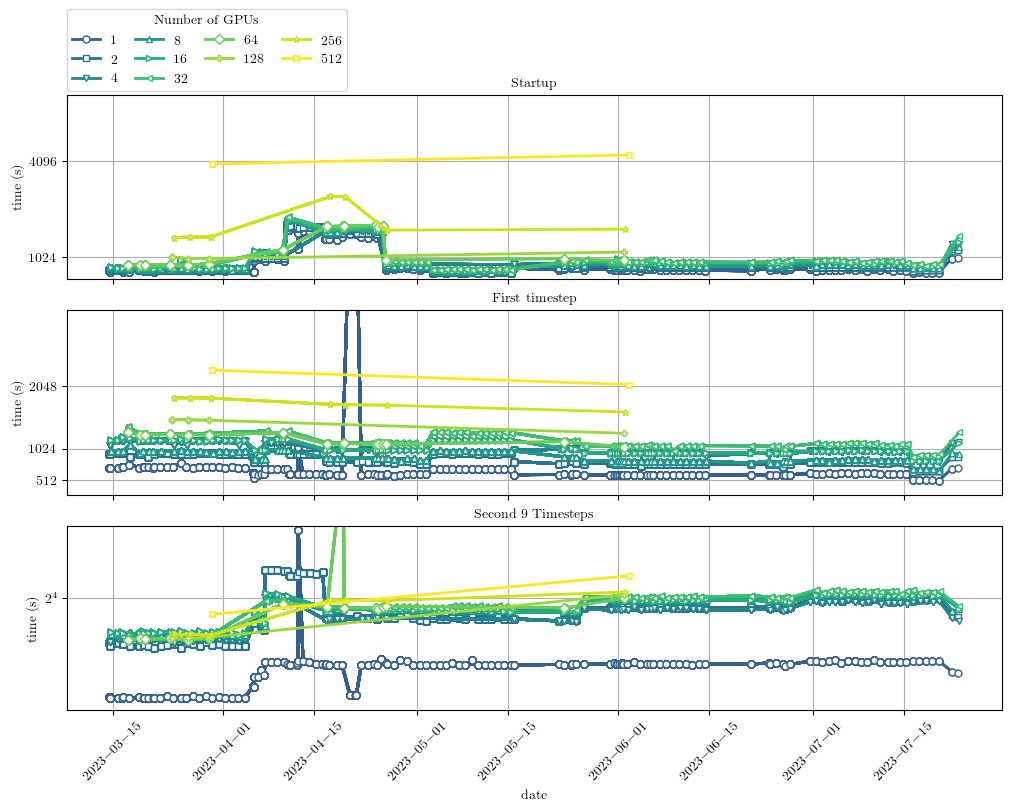 Number of GPUs
1 8 64 256
2 16 128 512
4 32
Startup
4096
1024
time (s)
First timestep
2048
1024
512
time (s)
Second 9 Timesteps
2⁴
time (s)
2023−03−15 2023−04−01 2023−04−15 2023−05−01 2023−05−15 2023−06−01 2023−06−15 2023−07−01 2023−07−15
date